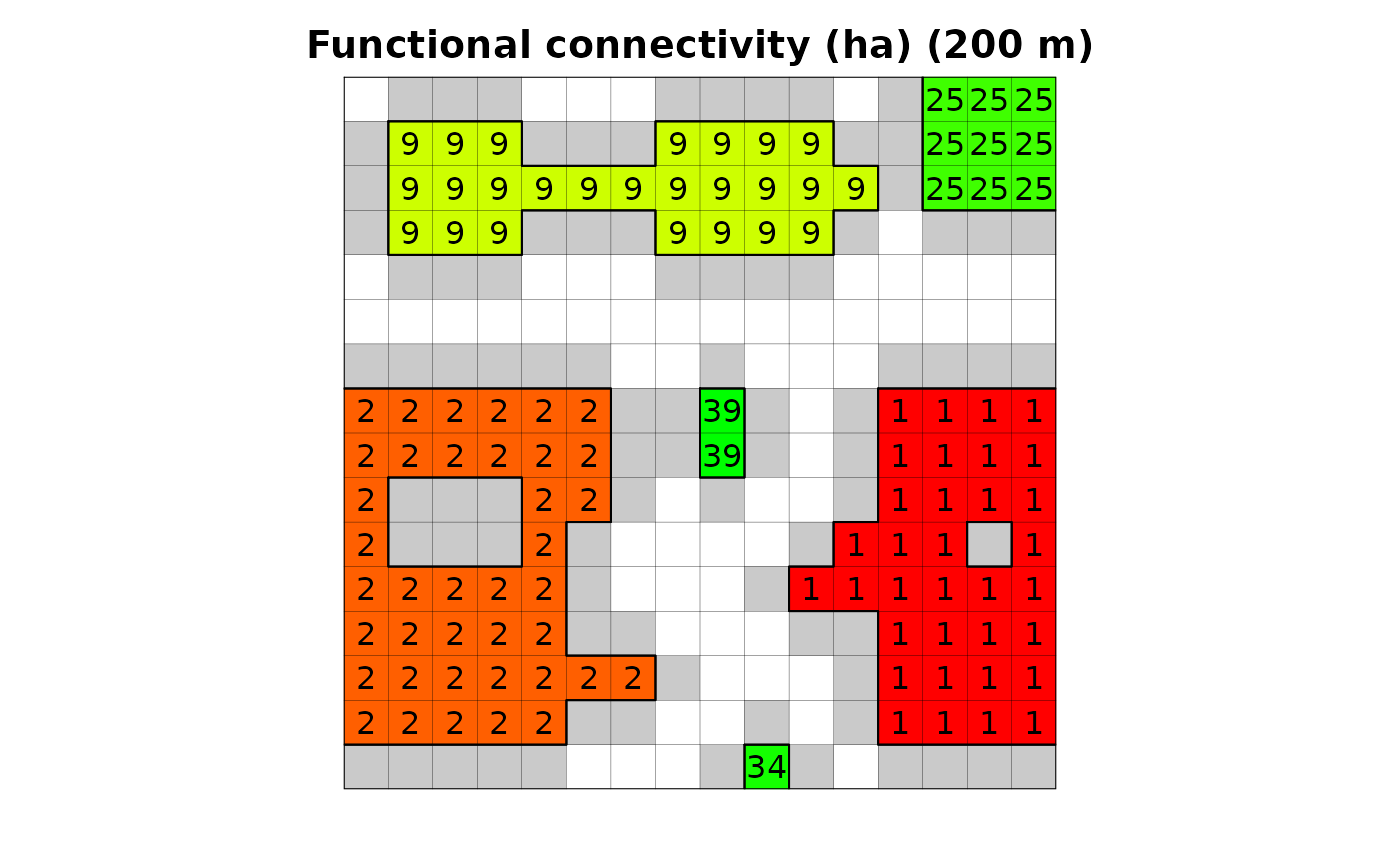 Functional connectivity (ha) (200 m)
25 25 25
9 9 9 9 9 9 9 25 25 25
9 9 9 9 9 9 9 9 9 9 9 25 25 25
9 9 9 9 9 9 9
2 2 2 2 2 2 39 1 1 1 1
2 2 2 2 2 2 39 1 1 1 1
2 2 2 1 1 1 1
2 2 1 1 1 1
2 2 2 2 2 1 1 1 1 1 1
2 2 2 2 2 1 1 1 1
2 2 2 2 2 2 2 1 1 1 1
2 2 2 2 2 1 1 1 1
34